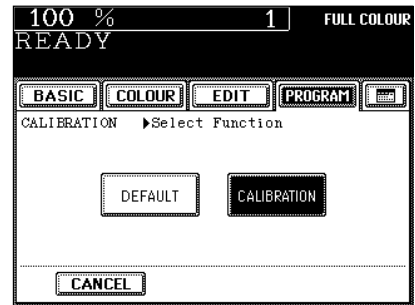 100 % 1 FULL COLOUR
READY
BASIC COLOUR EDIT PROGRAM
CALIBRATION ▶Select Function
DEFAULT CALIBRATION
CANCEL